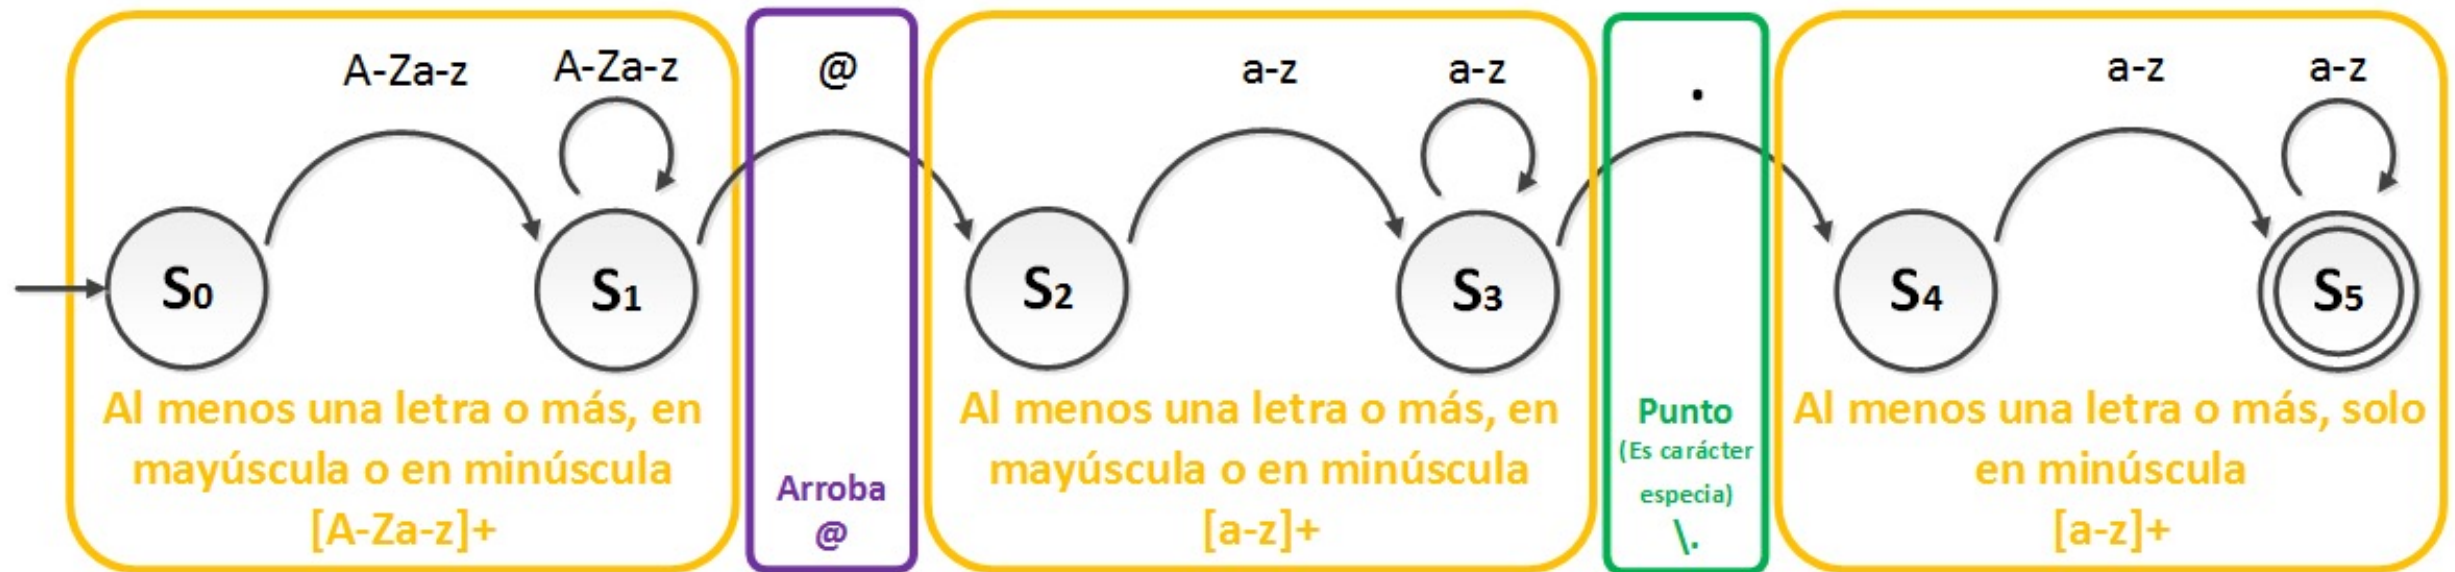 A-Za-z
A-Za-z
@
a-z
a-z
.
a-z
a-z
S0
S1
S2
S3
S4
S5
Al menos una letra o más, en
mayúscula o en minúscula
[A-Za-z]+
Arroba
@
Al menos una letra o más, en
mayúscula o en minúscula
[a-z]+
Punto
(Es carácter
especia)
\.
Al menos una letra o más, solo
en minúscula
[a-z]+